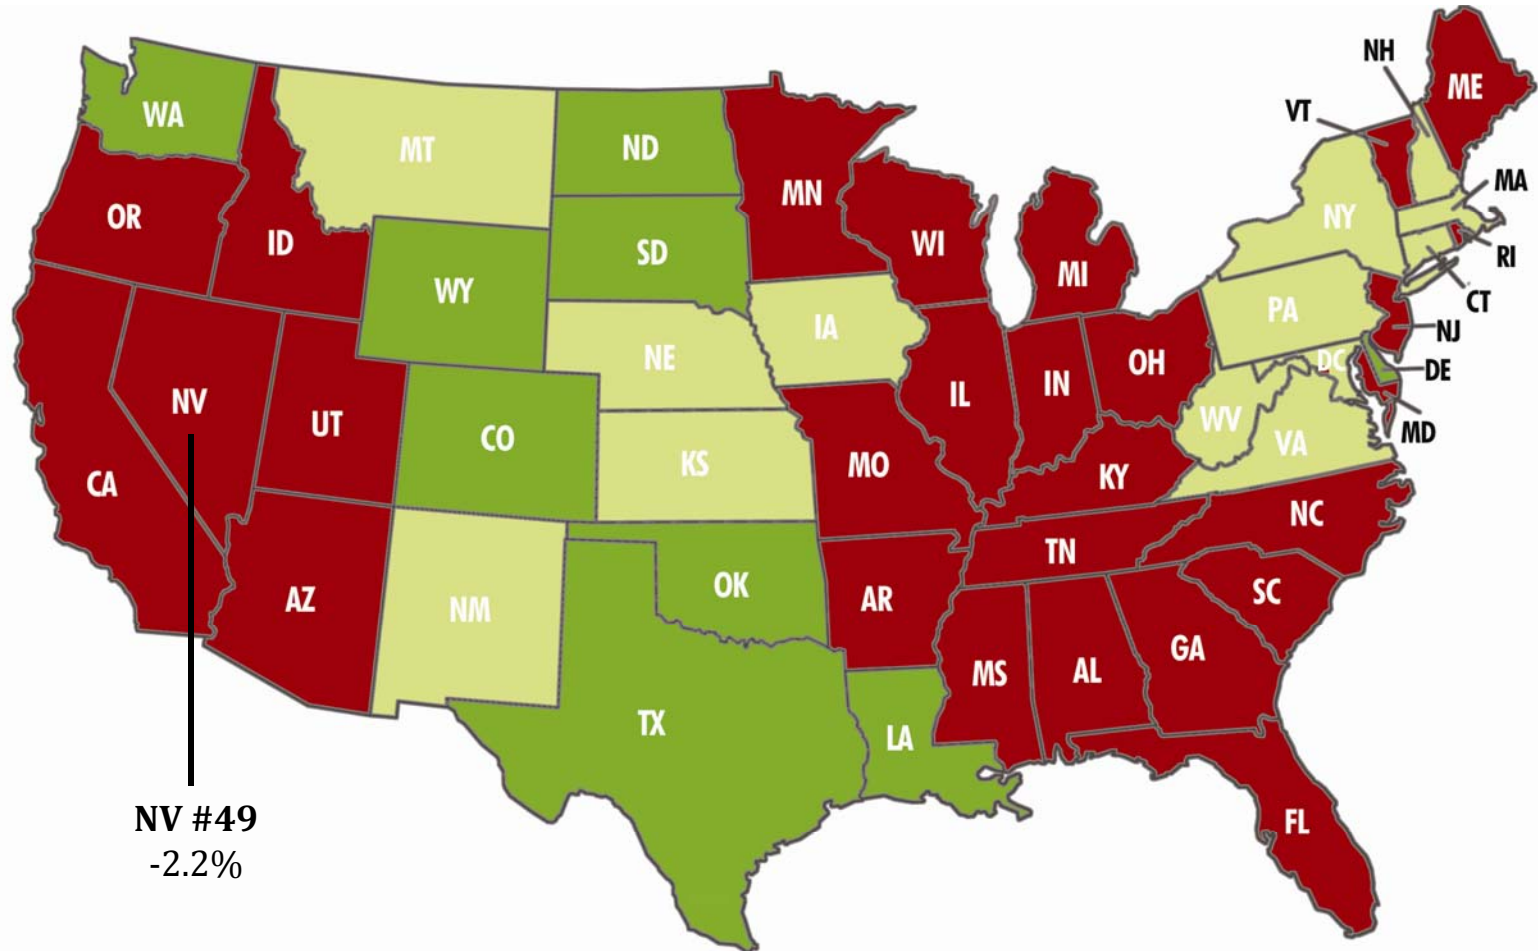 NH
ME
VT
WA
MT
ND
MN
MA
OR
NY
ID
WI
SD
RI
MI
WY
CT
PA
IA
NJ
NE
OH
DC
DE
NV
IN
IL
UT
WV
MD
CO
VA
KS
MO
KY
CA
NC
TN
OK
SC
AR
AZ
NM
GA
MS
AL
TX
LA
NV #49
FL
-2.2%